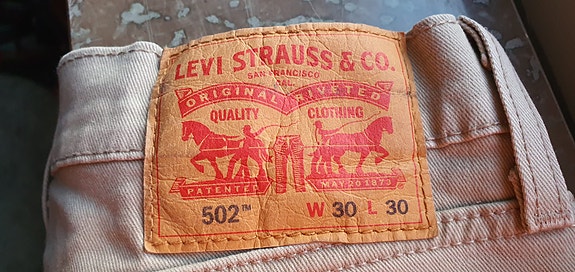 LEVI STRAUSS & CO.
SAN FRANCISCO
CAL.
ORIGINAL RIVETED
QUALITY CLOTHING
PATENTED MAY 20 1873
502™ W 30 L 30